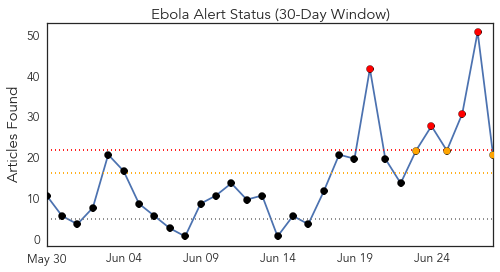 Ebola Alert Status (30-Day Window)
Articles Found
50
40
30
20
10
0
May 30 Jun 04 Jun 09 Jun 14 Jun 19 Jun 24